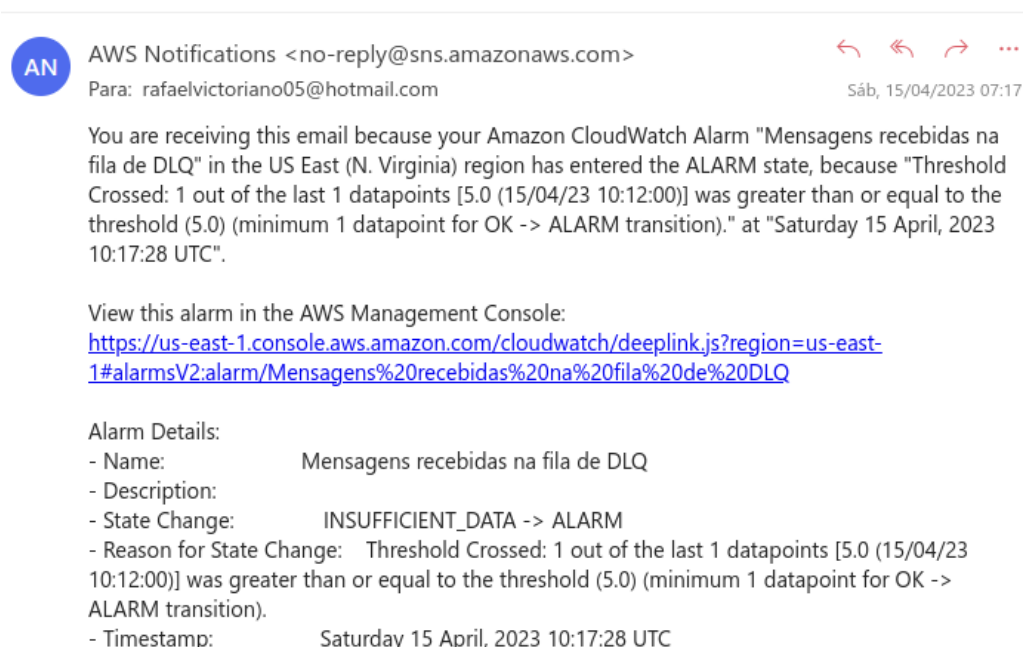 AN
AWS Notifications <no-reply@sns.amazonaws.com>
Para: rafaelvictoriano05@hotmail.com
Sáb, 15/04/2023 07:17
You are receiving this email because your Amazon CloudWatch Alarm "Mensagens recebidas na
fila de DLQ" in the US East (N. Virginia) region has entered the ALARM state, because "Threshold
Crossed: 1 out of the last 1 datapoints [5.0 (15/04/23 10:12:00)] was greater than or equal to the
threshold (5.0) (minimum 1 datapoint for OK -> ALARM transition)." at "Saturday 15 April, 2023
10:17:28 UTC".
View this alarm in the AWS Management Console:
https://us-east-1.console.aws.amazon.com/cloudwatch/deeplink.js?region=us-east-
1#alarmsV2:alarm/Mensagens%20recebidas%20na%20fila%20de%20DLQ
Alarm Details:
- Name: Mensagens recebidas na fila de DLQ
- Description:
- State Change: INSUFFICIENT_DATA -> ALARM
- Reason for State Change: Threshold Crossed: 1 out of the last 1 datapoints [5.0 (15/04/23
10:12:00)] was greater than or equal to the threshold (5.0) (minimum 1 datapoint for OK ->
ALARM transition).
- Timestamp: Saturday 15 April, 2023 10:17:28 UTC